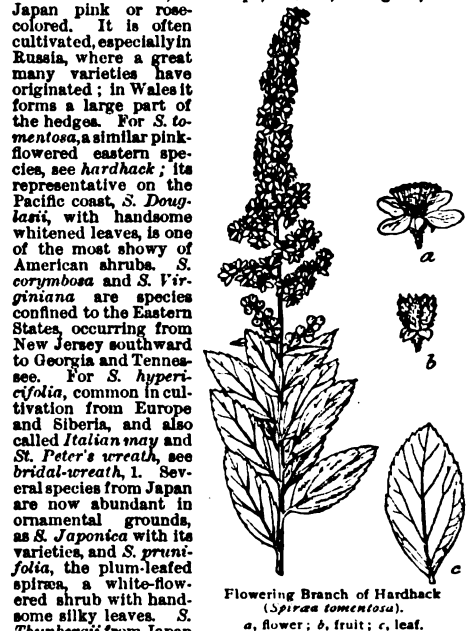 Japan pink or rose-
colored. It is often
cultivated, especially in
Russia, where a great
many varieties have
originated; in Wales it
forms a large part of
the hedges. For S. to-
mentosa, a similar pink-
flowered eastern spe-
cies, see hardhack; its
representative on the
Pacific coast, S. Doug-
lasii, with handsome
whitened leaves, is one
of the most showy of
American shrubs. S.
corymbosa and S. Vir-
giniana are species
confined to the Eastern
States, occurring from
New Jersey southward
to Georgia and Tennes-
see. For S. hyperi-
cifolia, common in cul-
tivation from Europe
and Siberia, and also
called Italian may and
St. Peter's wreath, see
bridal-wreath, 1. Sev-
eral species from Japan
are now abundant in
ornamental grounds,
as S. Japonica with its
varieties, and S. pruni-
folia, the plum-leafed
spiræa, a white-flow-
ered shrub with hand-
some silky leaves. S.
Thunbergii from Japan
a
b
c
Flowering Branch of Hardhack
(Spiræa tomentosa).
a, flower; b, fruit; c, leaf.